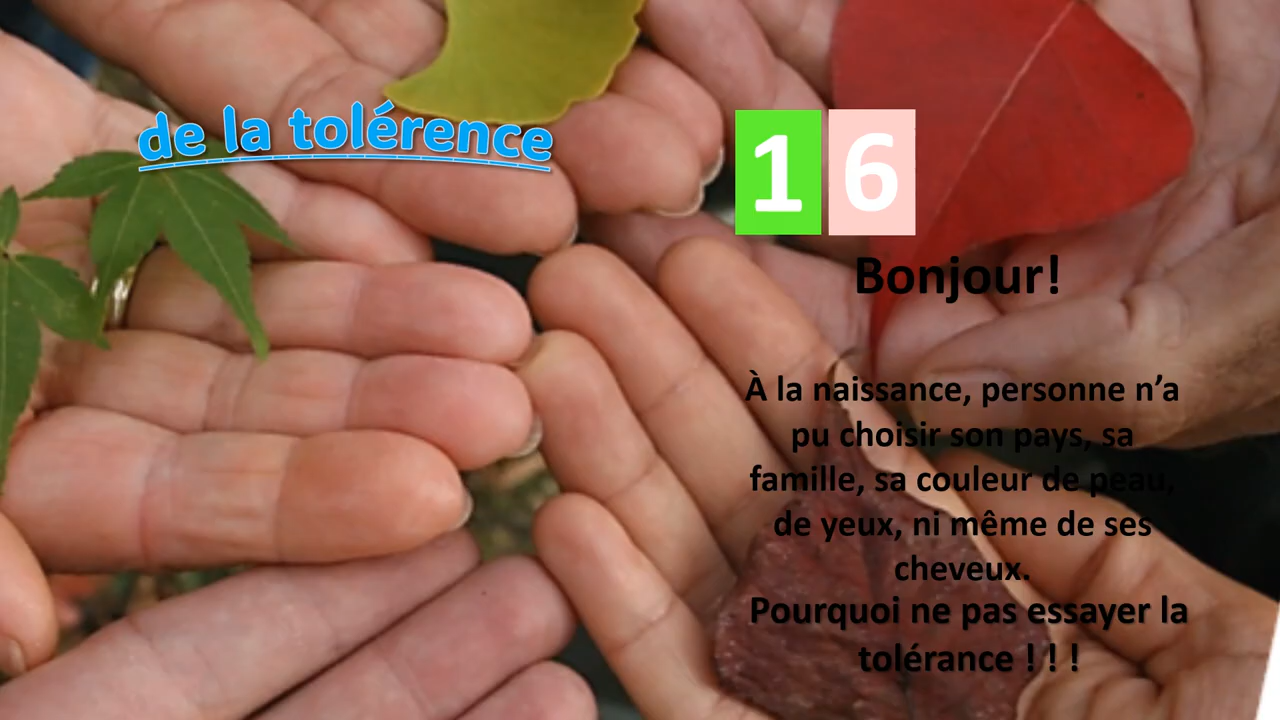 de la tolérence
16
Bonjour!
À la naissance, personne n’a
pu choisir son pays, sa
famille, sa couleur de peau,
de yeux, ni même de ses
cheveux.
Pourquoi ne pas essayer la
tolérance ! ! !